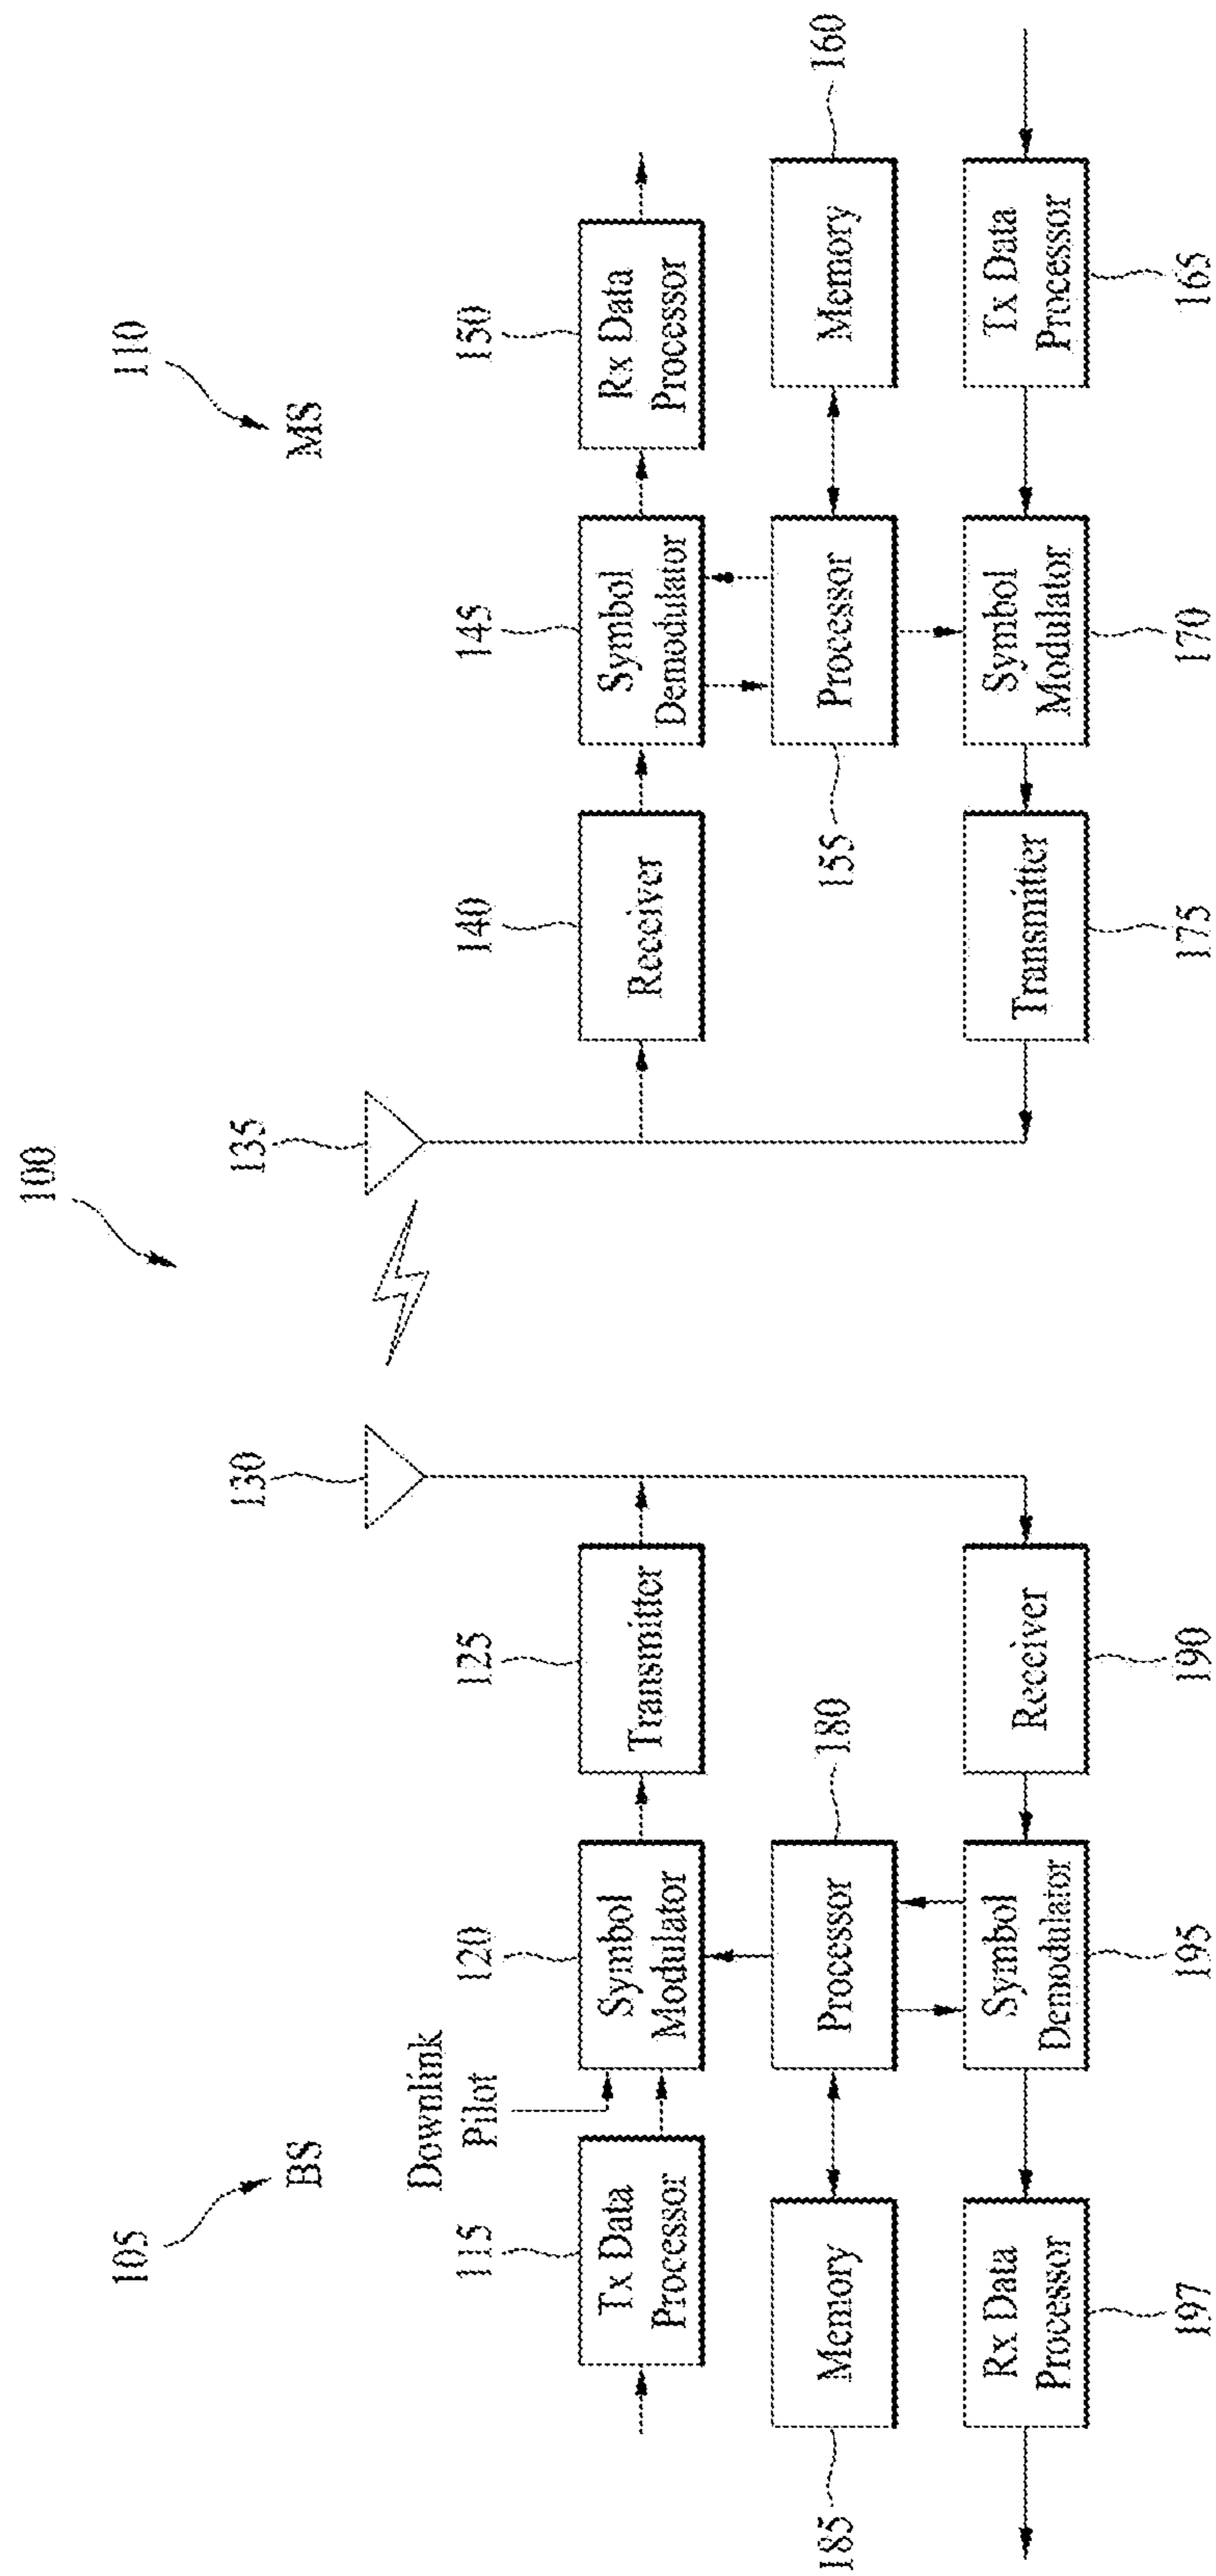 100
105
BS
110
MS
130
135
Downlink
Pilot
115
Tx Data
Processor
120
Symbol
Modulator
125
Transmitter
140
Receiver
145
Symbol
Demodulator
150
Rx Data
Processor
185
Memory
180
Processor
155
Processor
160
Memory
197
Rx Data
Processor
195
Symbol
Demodulator
190
Receiver
175
Transmitter
170
Symbol
Modulator
165
Tx Data
Processor